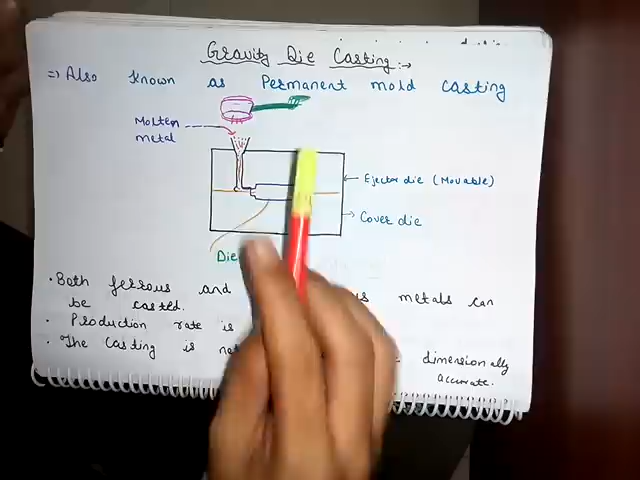 Gravity Die Casting :→
⇒ Also known as Permanent mold casting
Molten
metal
Ejector die (Movable)
Cover die
Die
• Both ferrous and metals can
be casted.
• Production rate is
• The casting is dimensionally
accurate.